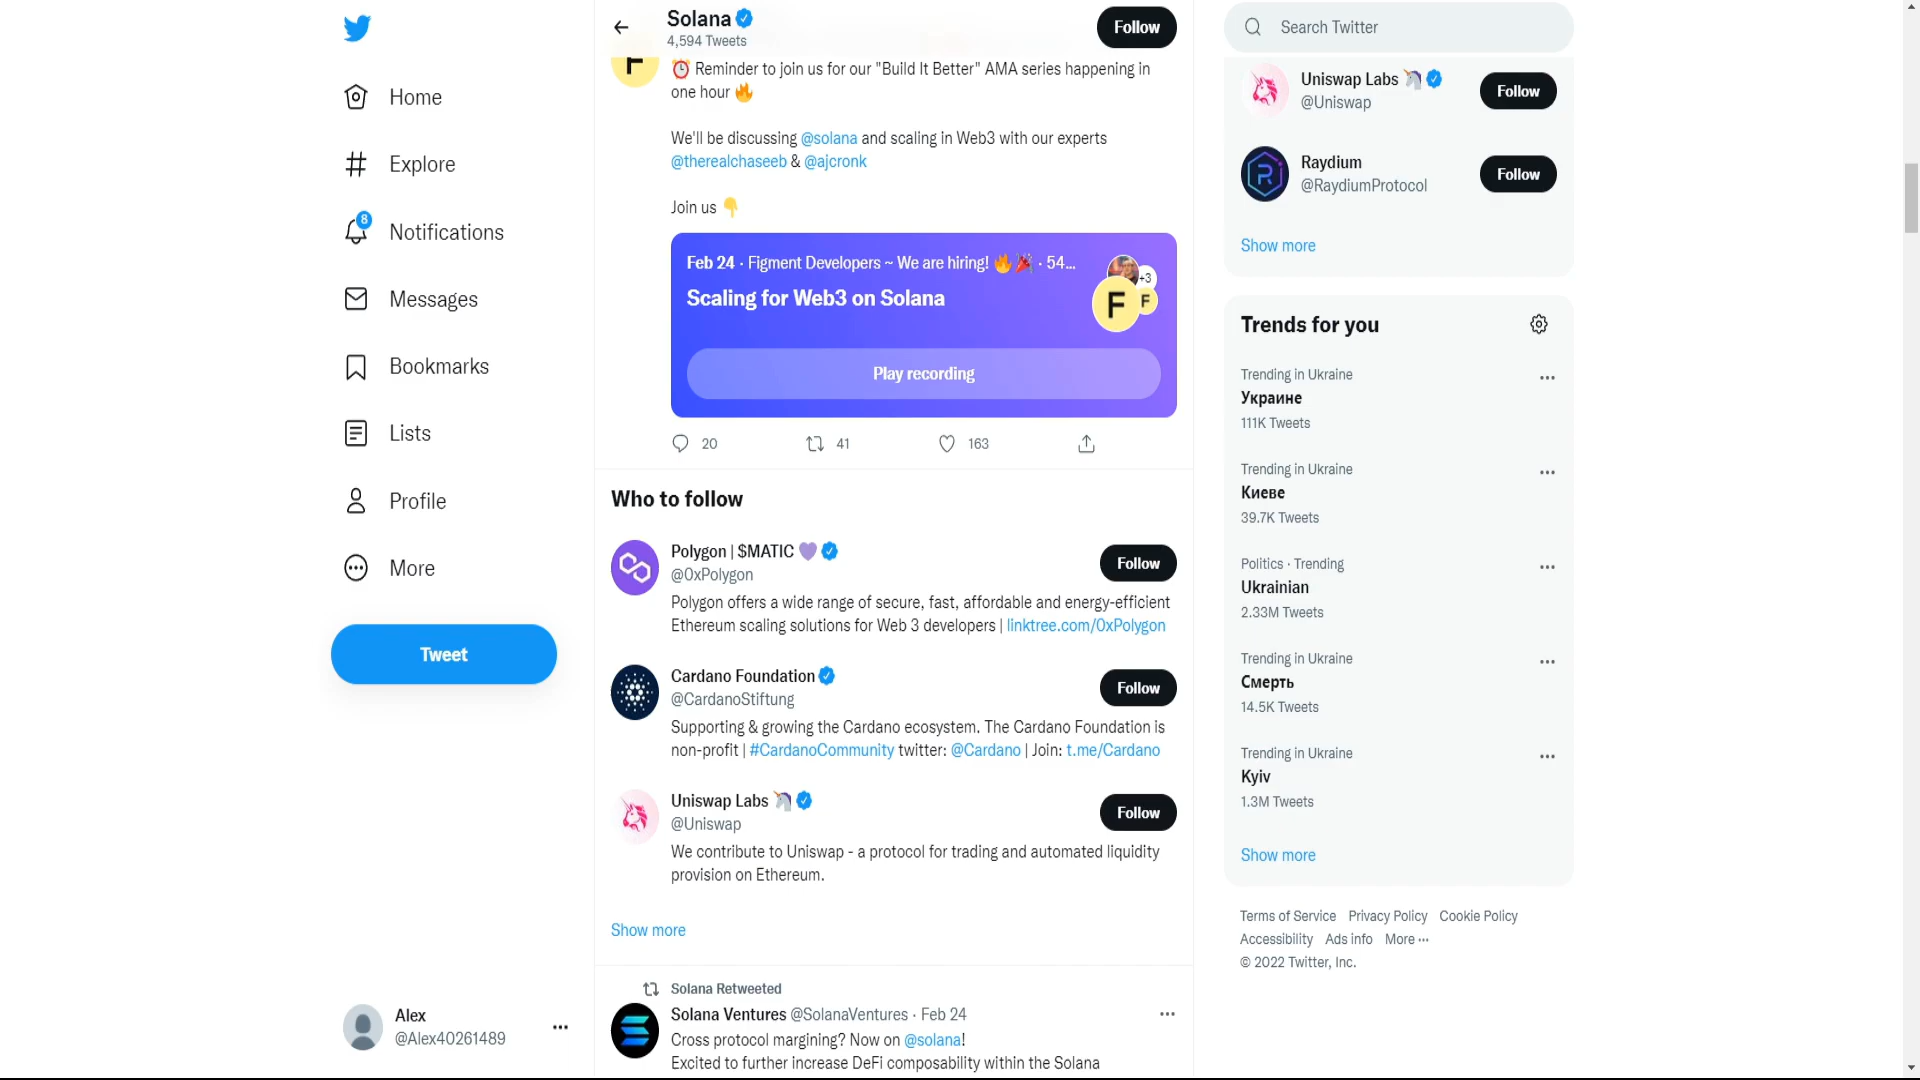 Home
Explore
8
Notifications
Messages
Bookmarks
Lists
Profile
More
Tweet
Alex
@Alex40261489
Solana
4,594 Tweets
Follow
F
Reminder to join us for our "Build It Better" AMA series happening in
one hour
We'll be discussing @solana and scaling in Web3 with our experts
@therealchaseeb & @ajcronk
Join us
Feb 24 · Figment Developers ~ We are hiring! · 54...
+3
F
F
Scaling for Web3 on Solana
Play recording
20
41
163
Who to follow
Polygon | $MATIC
@0xPolygon
Follow
Polygon offers a wide range of secure, fast, affordable and energy-efficient
Ethereum scaling solutions for Web 3 developers | linktree.com/0xPolygon
Cardano Foundation
@CardanoStiftung
Follow
Supporting & growing the Cardano ecosystem. The Cardano Foundation is
non-profit | #CardanoCommunity twitter: @Cardano | Join: t.me/Cardano
Uniswap Labs
@Uniswap
Follow
We contribute to Uniswap - a protocol for trading and automated liquidity
provision on Ethereum.
Show more
Solana Retweeted
Solana Ventures @SolanaVentures · Feb 24
Cross protocol margining? Now on @solana!
Excited to further increase DeFi composability within the Solana
Search Twitter
Uniswap Labs
@Uniswap
Follow
Raydium
@RaydiumProtocol
Follow
Show more
Trends for you
Trending in Ukraine
Украине
111K Tweets
Trending in Ukraine
Киеве
39.7K Tweets
Politics · Trending
Ukrainian
2.33M Tweets
Trending in Ukraine
Смерть
14.5K Tweets
Trending in Ukraine
Kyiv
1.3M Tweets
Show more
Terms of Service Privacy Policy Cookie Policy
Accessibility Ads info More ···
© 2022 Twitter, Inc.